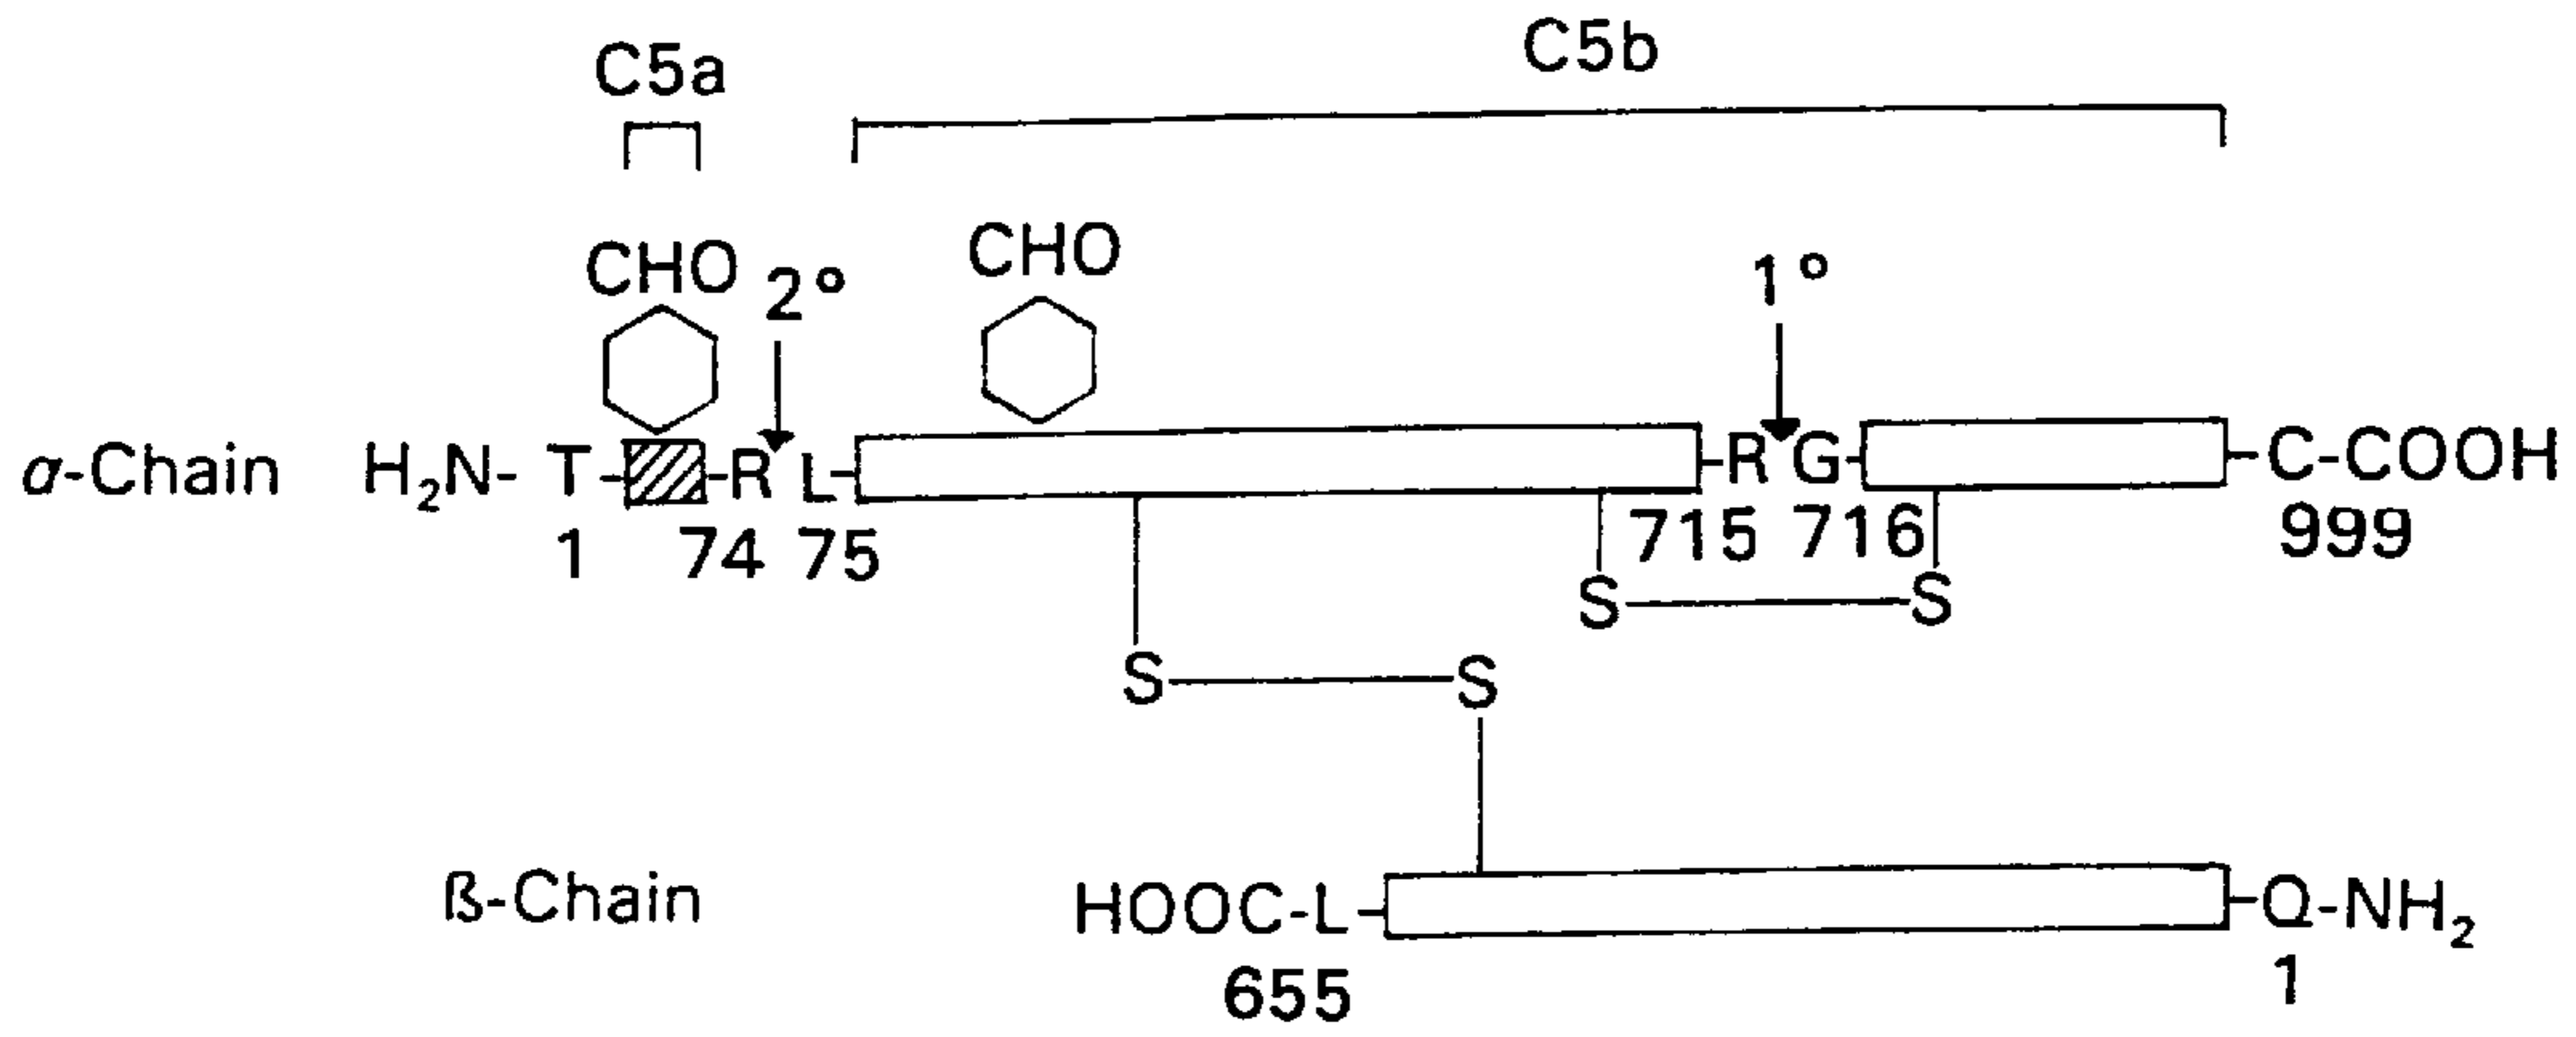 C5a C5b
CHO 2° CHO 1°
α-Chain H₂N- T - -R L- -R G- -C-COOH
1 74 75 715 716 999
S S
S S
ß-Chain HOOC-L- -Q-NH₂
655 1